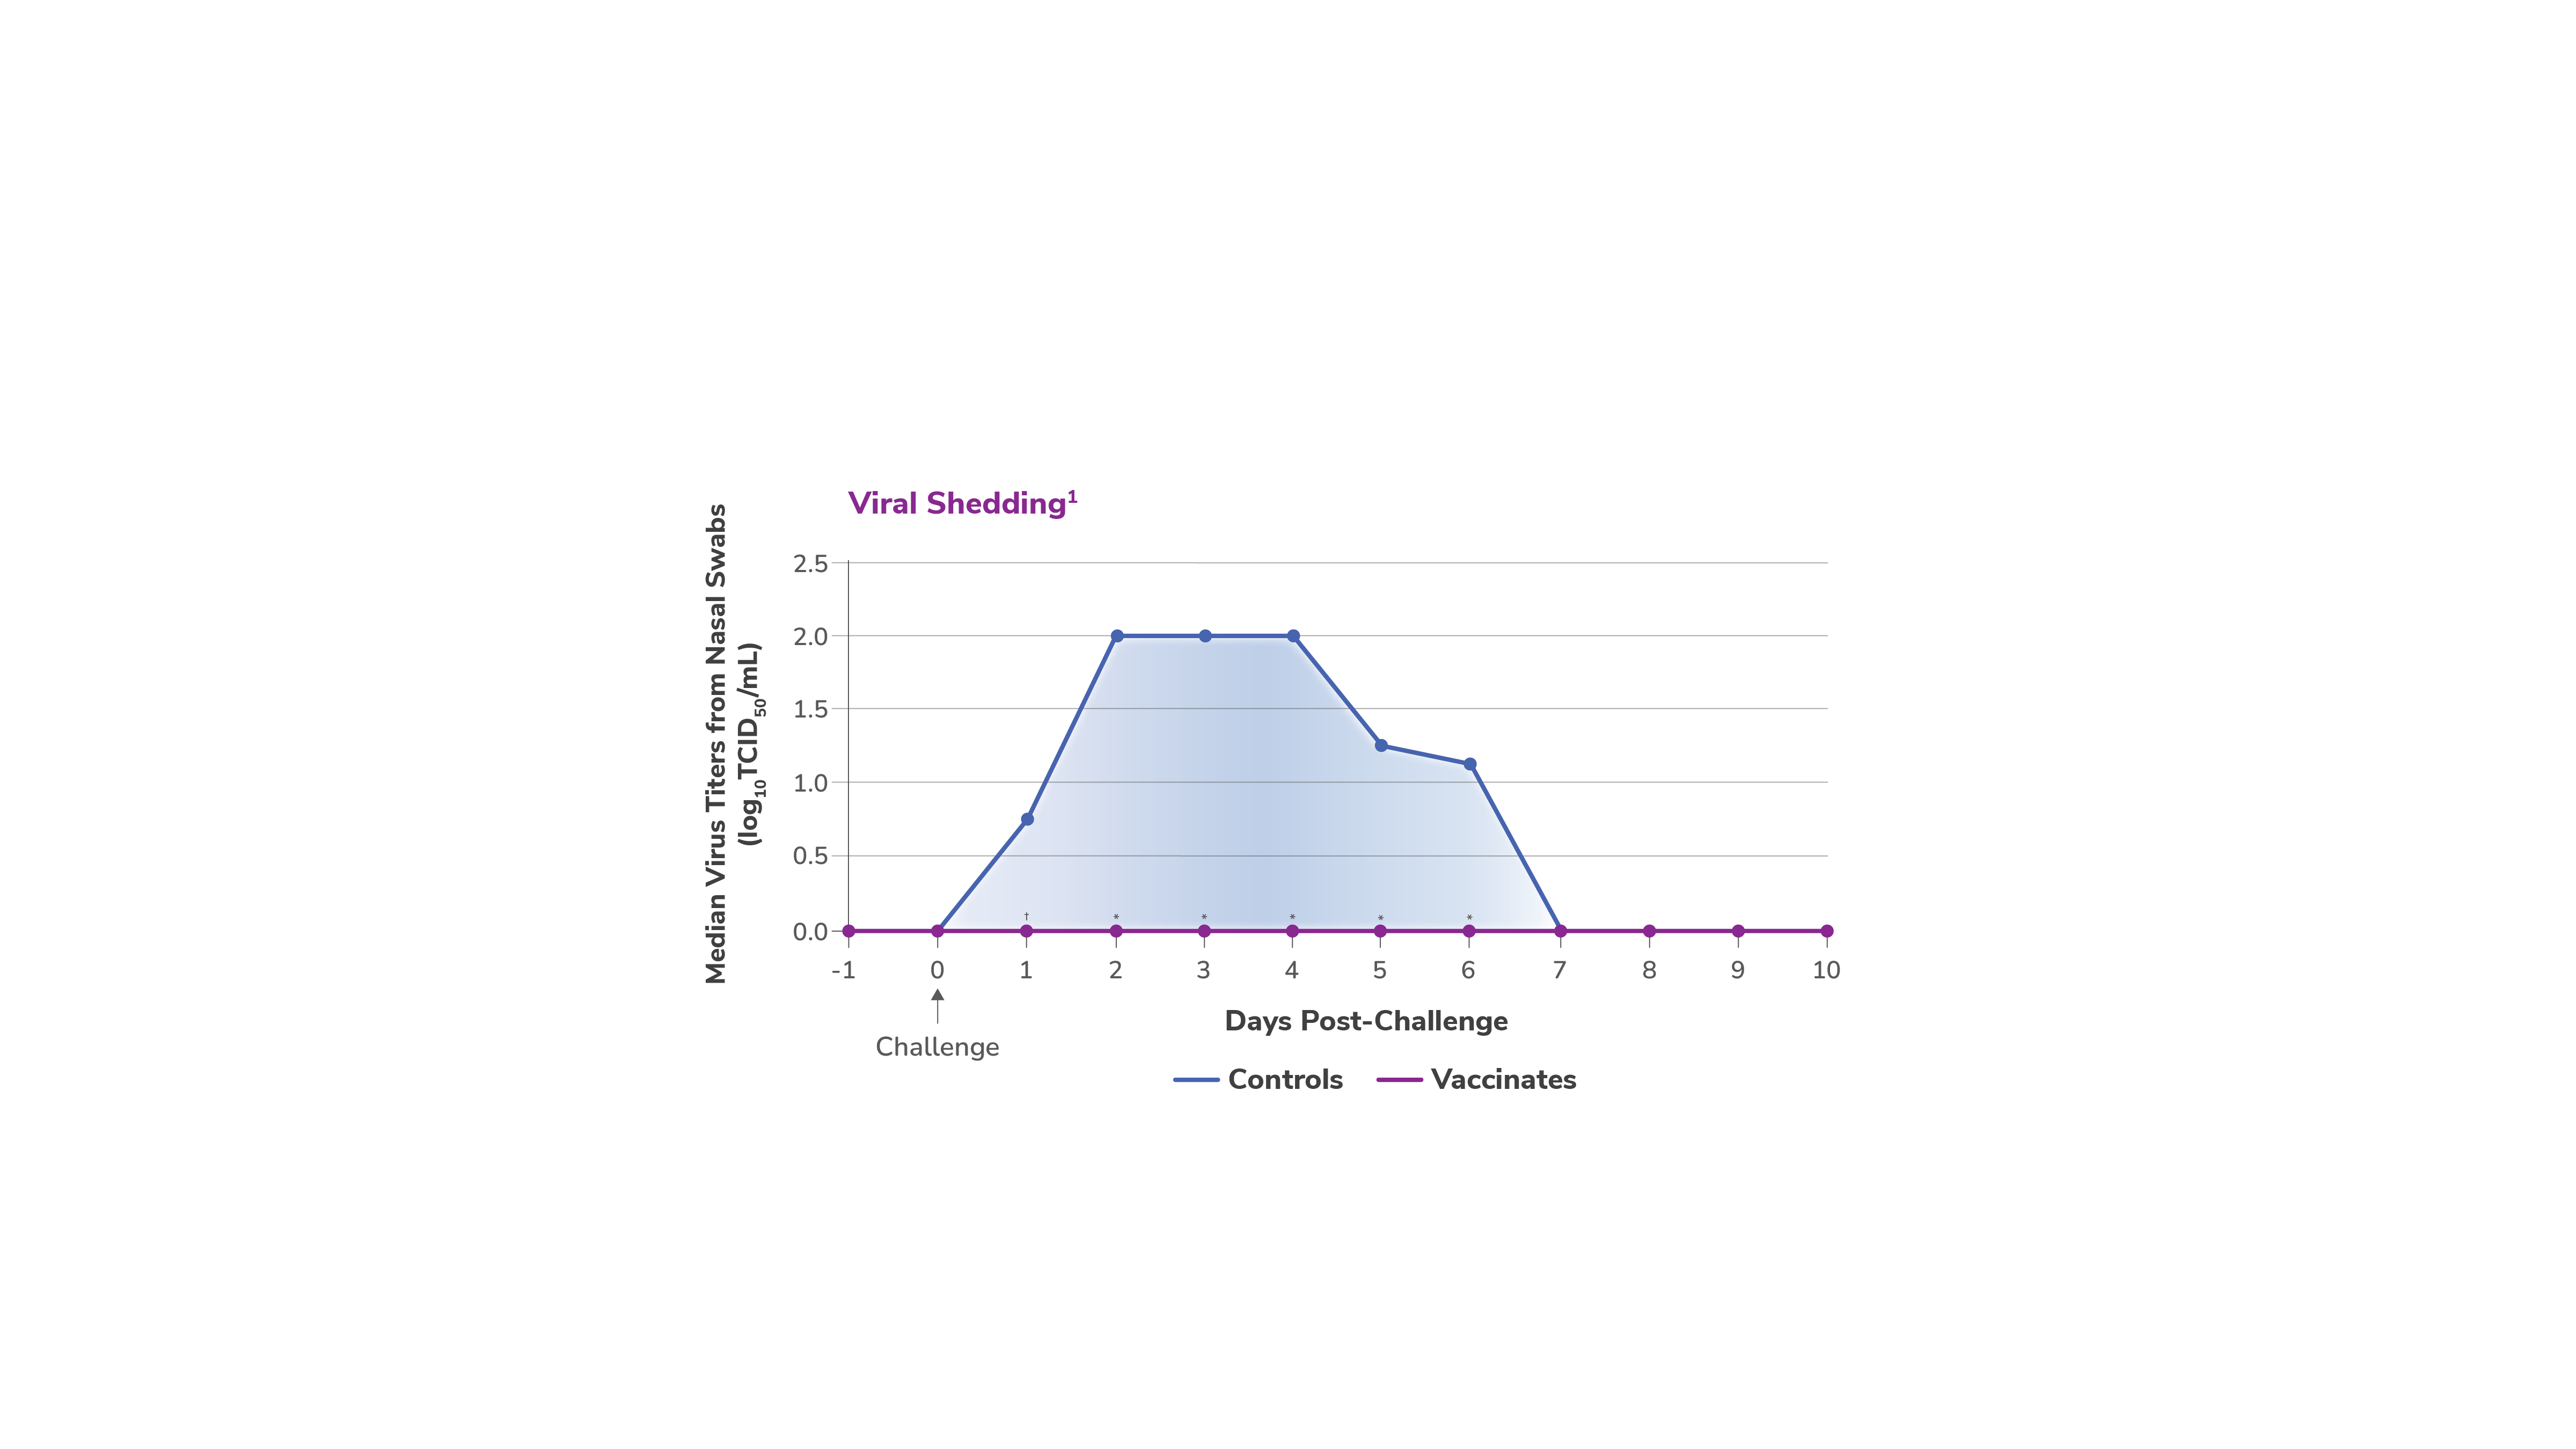 Viral Shedding¹
Median Virus Titers from Nasal Swabs
(log₁₀TCID₅₀/mL)
2.5
2.0
1.5
1.0
0.5
0.0
† * * * * *
-1 0 1 2 3 4 5 6 7 8 9 10
Challenge
Days Post-Challenge
Controls Vaccinates